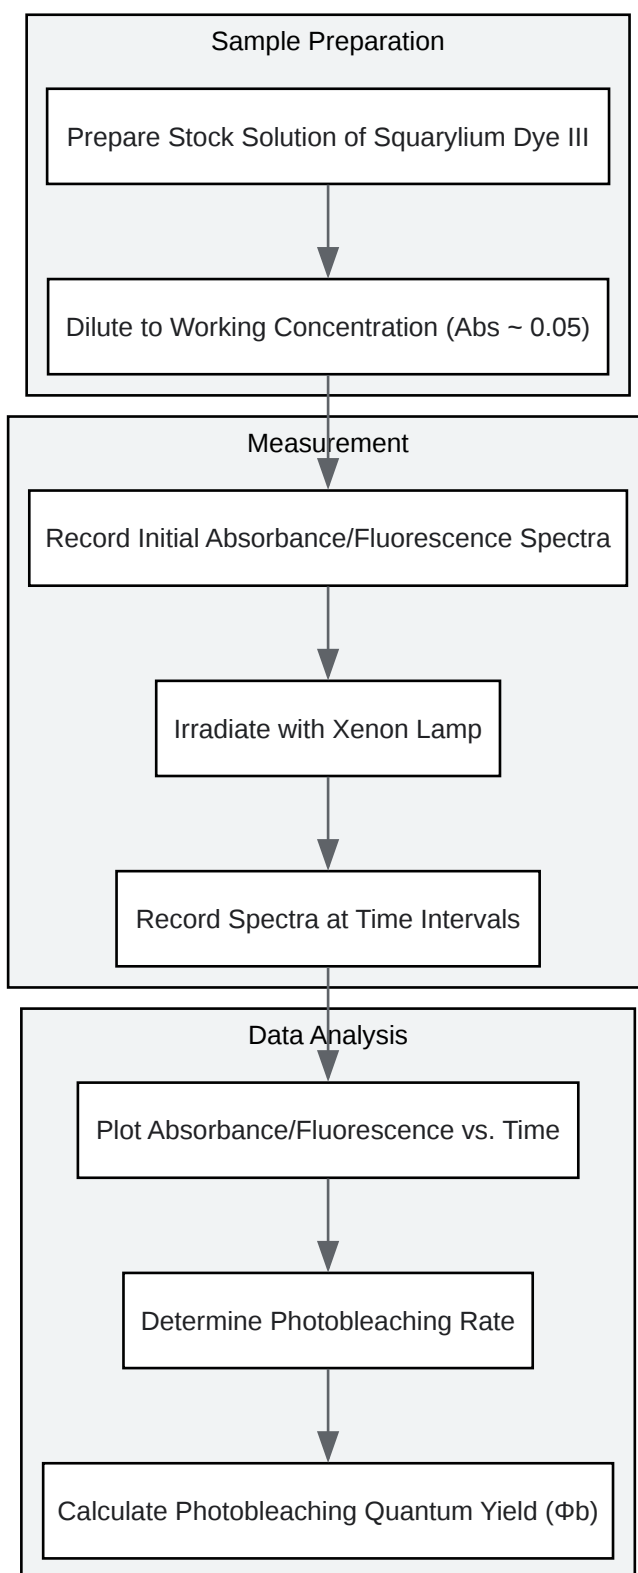 Sample Preparation
Prepare Stock Solution of Squarylium Dye III
Dilute to Working Concentration (Abs ~ 0.05)
Measurement
Record Initial Absorbance/Fluorescence Spectra
Irradiate with Xenon Lamp
Record Spectra at Time Intervals
Data Analysis
Plot Absorbance/Fluorescence vs. Time
Determine Photobleaching Rate
Calculate Photobleaching Quantum Yield (Φb)